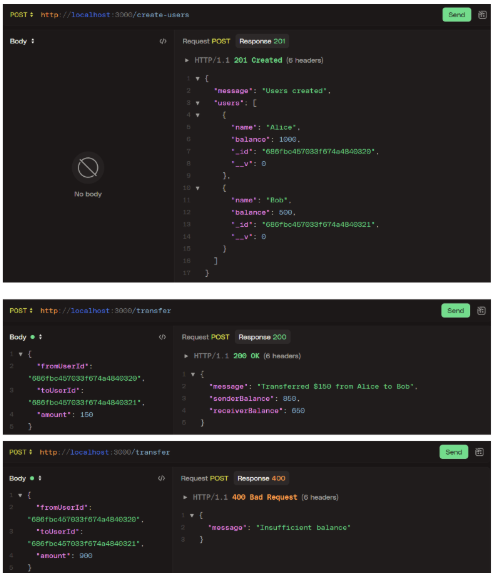 POST http://localhost:3000/create-users Send
Body </> Request POST Response 201
HTTP/1.1 201 Created (6 headers)
1 {
2 "message": "Users created",
3 "users": [
4 {
5 "name": "Alice",
6 "balance": 1000,
7 "_id": "686fbc457033f674a4840320",
8 "__v": 0
9 },
10 {
11 "name": "Bob",
12 "balance": 500,
13 "_id": "686fbc457033f674a4840321",
14 "__v": 0
15 }
16 ]
17 }
No body
POST http://localhost:3000/transfer Send
Body </> Request POST Response 200
1 {
2 "fromUserId":
"686fbc457033f674a4840320",
3 "toUserId":
"686fbc457033f674a4840321",
4 "amount": 150
5 }
HTTP/1.1 200 OK (6 headers)
1 {
2 "message": "Transferred $150 from Alice to Bob",
3 "senderBalance": 850,
4 "receiverBalance": 650
5 }
POST http://localhost:3000/transfer Send
Body </> Request POST Response 400
1 {
2 "fromUserId":
"686fbc457033f674a4840320",
3 "toUserId":
"686fbc457033f674a4840321",
4 "amount": 900
5 }
HTTP/1.1 400 Bad Request (6 headers)
1 {
2 "message": "Insufficient balance"
3 }